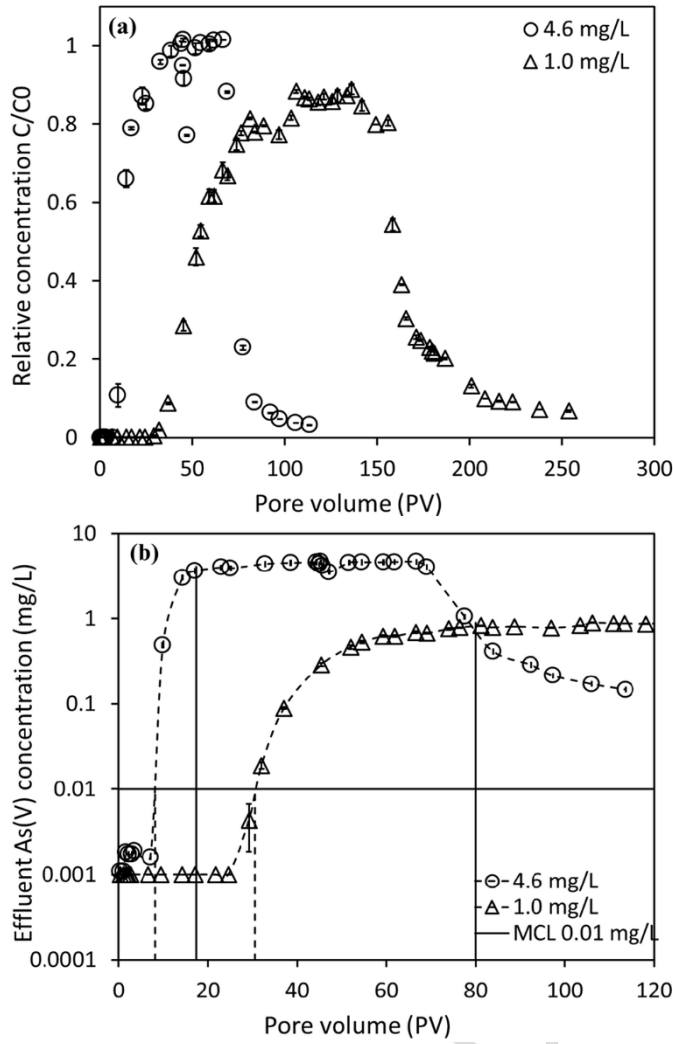 (a)
4.6 mg/L
1.0 mg/L
Relative concentration C/C0
1
0.8
0.6
0.4
0.2
0
0 50 100 150 200 250 300
Pore volume (PV)
(b)
Effluent As(V) concentration (mg/L)
10
1
0.1
0.01
0.001
0.0001
4.6 mg/L
1.0 mg/L
MCL 0.01 mg/L
0 20 40 60 80 100 120
Pore volume (PV)